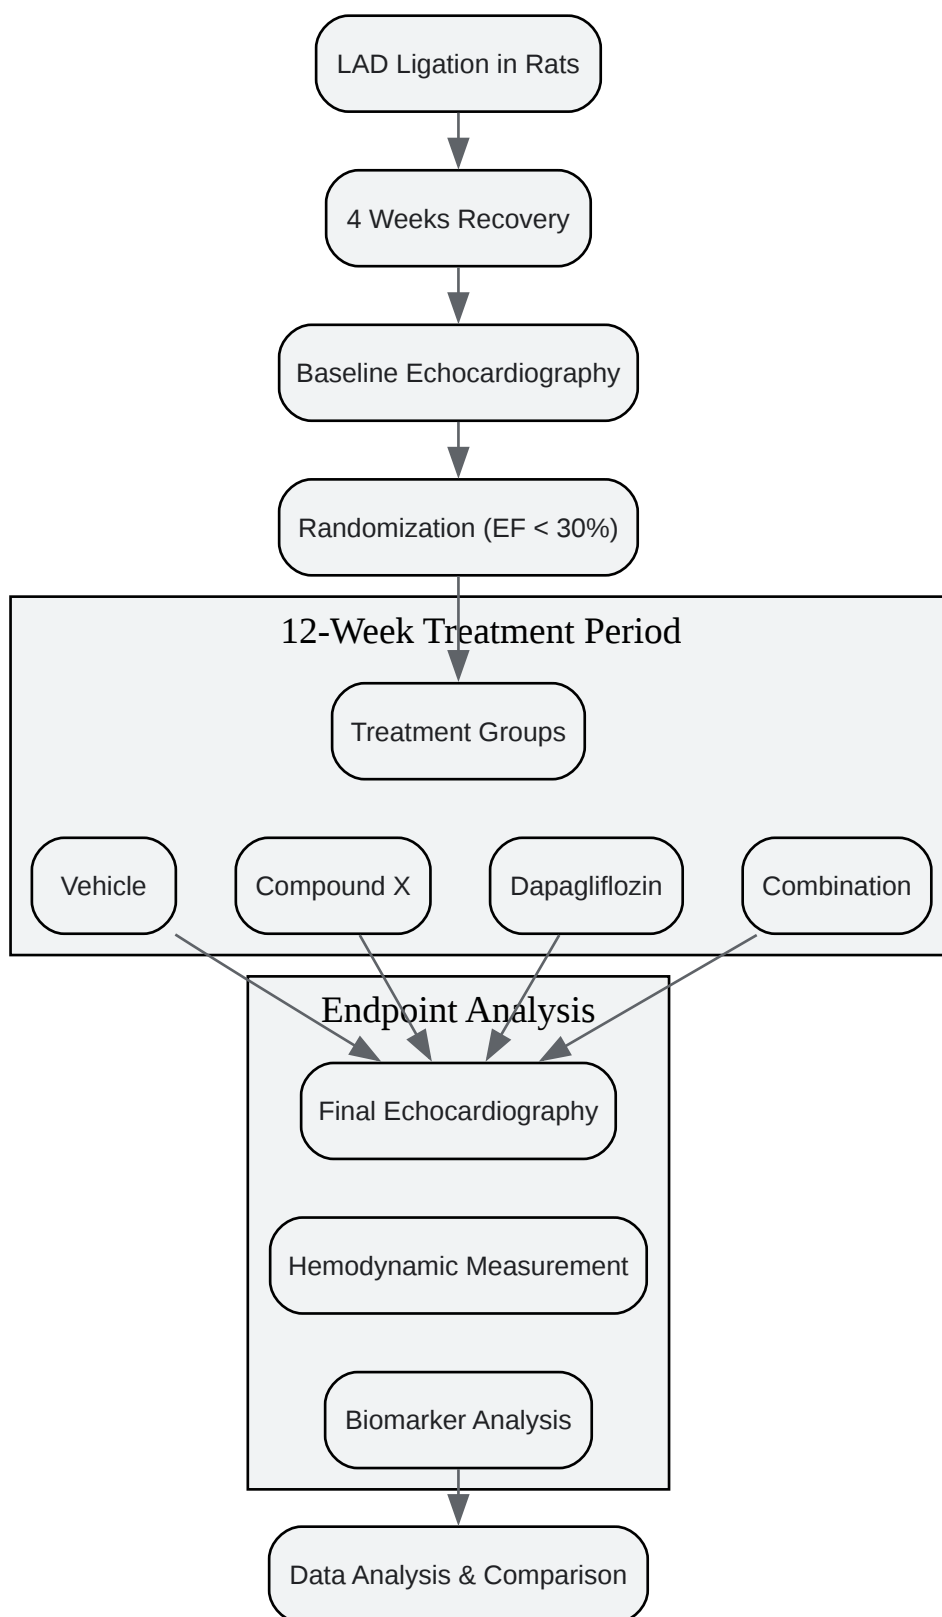 LAD Ligation in Rats
4 Weeks Recovery
Baseline Echocardiography
Randomization (EF < 30%)
12-Week Treatment Period
Treatment Groups
Vehicle
Compound X
Dapagliflozin
Combination
Endpoint Analysis
Final Echocardiography
Hemodynamic Measurement
Biomarker Analysis
Data Analysis & Comparison